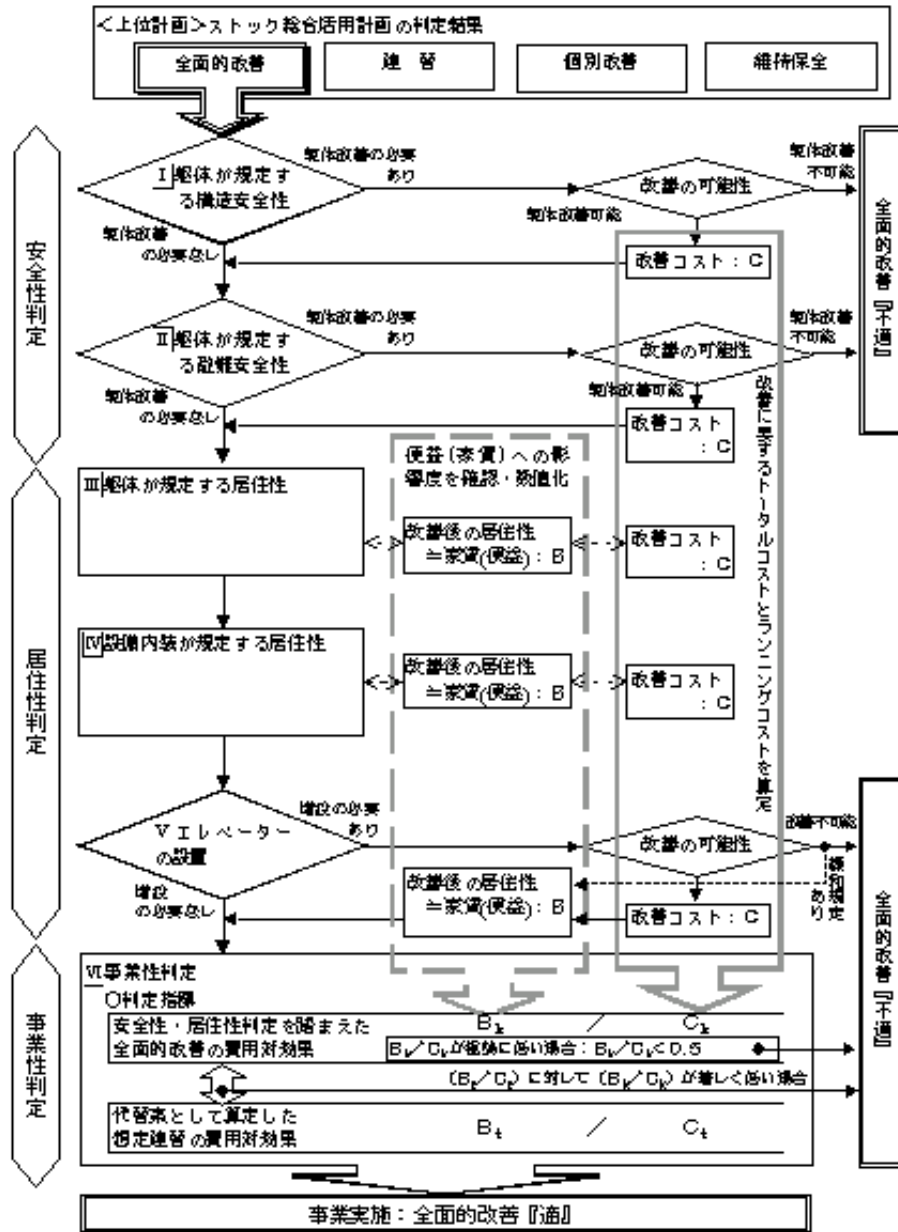 <上位計画>ストック総合活用計画の判定結果
全面的改善
建 替
個別改善
維持保全
安全性判定
Ⅰ躯体が規定す
る構造安全性
躯体改善の必要
あり
改善の可能性
躯体改善
不可能
躯体改善可能
躯体改善
の必要なし
改善コスト：C
全面的改善『不適』
Ⅱ躯体が規定す
る避難安全性
躯体改善の必要
あり
改善の可能性
躯体改善
不可能
躯体改善可能
躯体改善
の必要なし
改善コスト
：C
改善に要するトータルコストとランニングコストを算定
居住性判定
便益(家賃)への影
響度を確認・数値化
Ⅲ躯体が規定する居住性
改善後の居住性
＝家賃(便益)：B
改善コスト
：C
Ⅳ設備内装が規定する居住性
改善後の居住性
＝家賃(便益)：B
改善コスト
：C
Ⅴエレベーター
の設置
増設の必要
あり
改善の可能性
改善不可能
緩和規定
あり
増設
の必要なし
改善後の居住性
＝家賃(便益)：B
改善コスト：C
全面的改善『不適』
事業性判定
Ⅵ事業性判定
○判定指標
安全性・居住性判定を踏まえた
全面的改善の費用対効果
Bk ／ Ck
Bk／Ckが極端に低い場合：Bk／Ck<0.5
(Bt／Ct)に対して(Bk／Ck)が著しく低い場合
代替案として算定した
想定建替の費用対効果
Bt ／ Ct
事業実施：全面的改善『適』